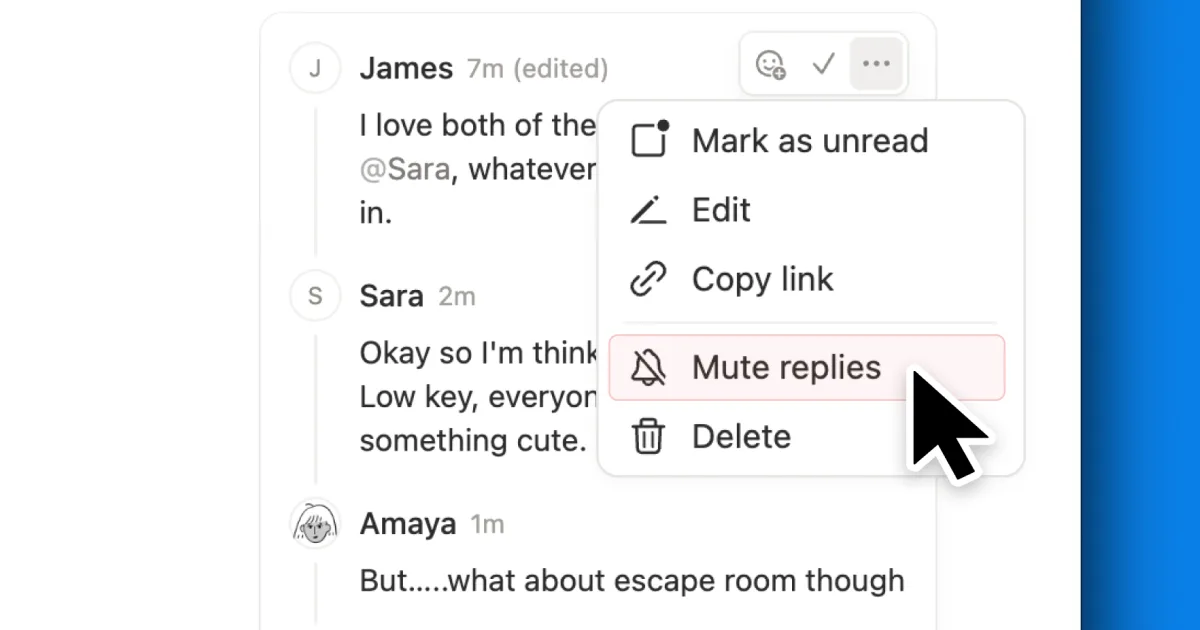 J
James 7m (edited)
I love both of the
@Sara, whatever
in.
Mark as unread
Edit
Copy link
Mute replies
Delete
S
Sara 2m
Okay so I'm think
Low key, everyon
something cute.
Amaya 1m
But.....what about escape room though